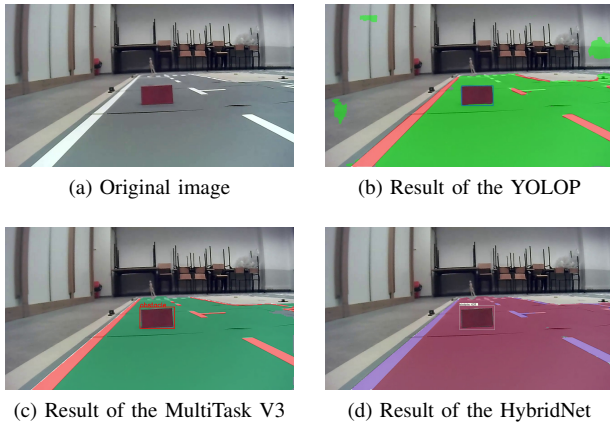 (a) Original image
(b) Result of the YOLOP
(c) Result of the MultiTask V3
(d) Result of the HybridNet